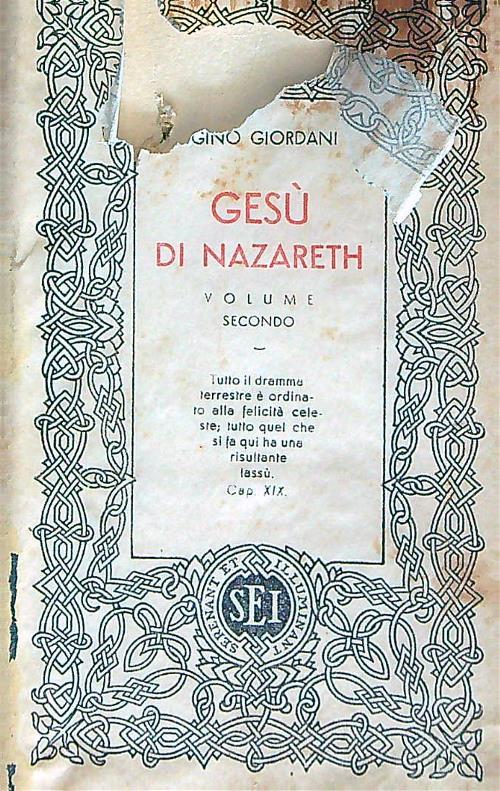 GINO GIORDANI
GESÙ
DI NAZARETH
VOLUME
SECONDO
—
Tutto il dramma
terrestre è ordina-
to alla felicità cele-
ste; tutto quel che
si fa qui ha una
risultante
lassù.
Cap. XIX.
SERENANT ET ILLUMINANT
SEI